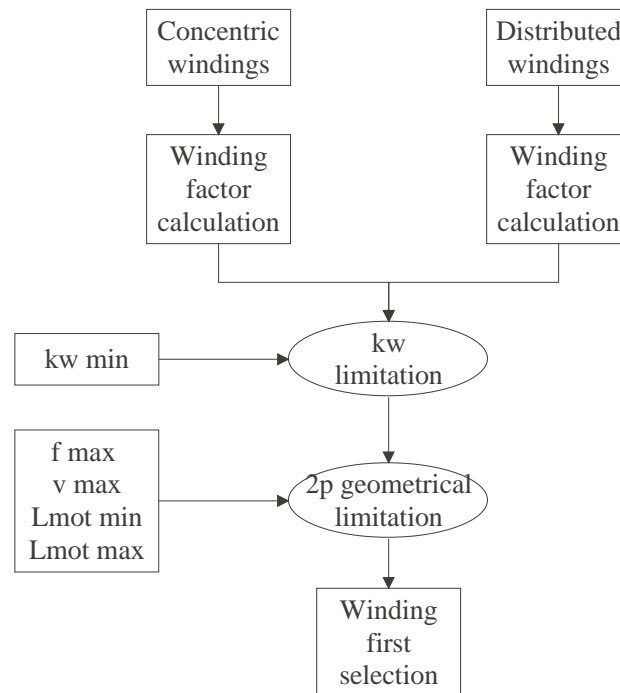 Concentric
windings
Distributed
windings
Winding
factor
calculation
Winding
factor
calculation
kw min
kw
limitation
f max
v max
Lmot min
Lmot max
2p geometrical
limitation
Winding
first
selection